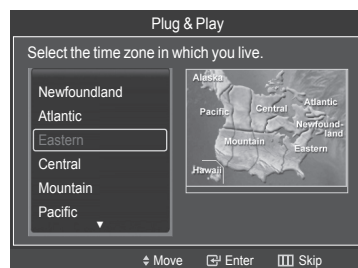 Plug & Play
Select the time zone in which you live.
Newfoundland
Atlantic
Eastern
Central
Mountain
Pacific
▼
Alaska
Pacific
Central
Atlantic
Newfound-
land
Mountain
Eastern
Hawaii
Move
Enter
Skip